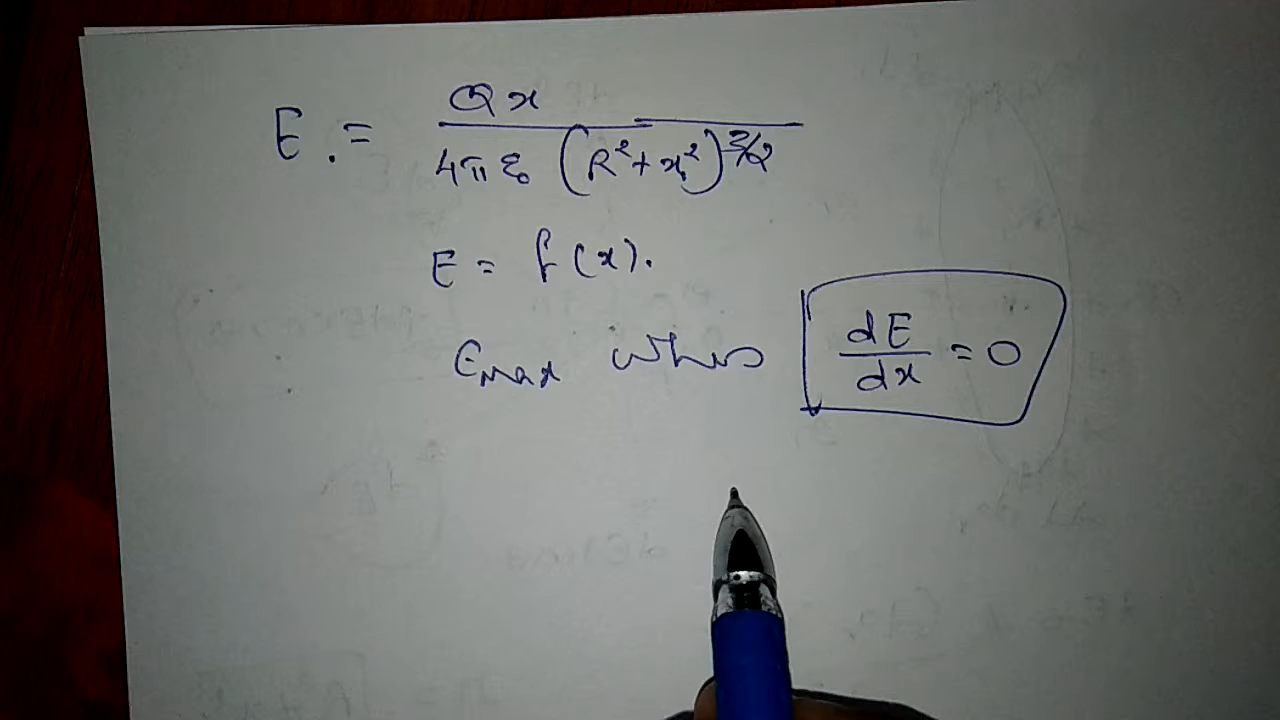 E. = Qx / 4πε₀ (R²+x²)^3/2
E = f(x).
Emax when dE/dx = 0